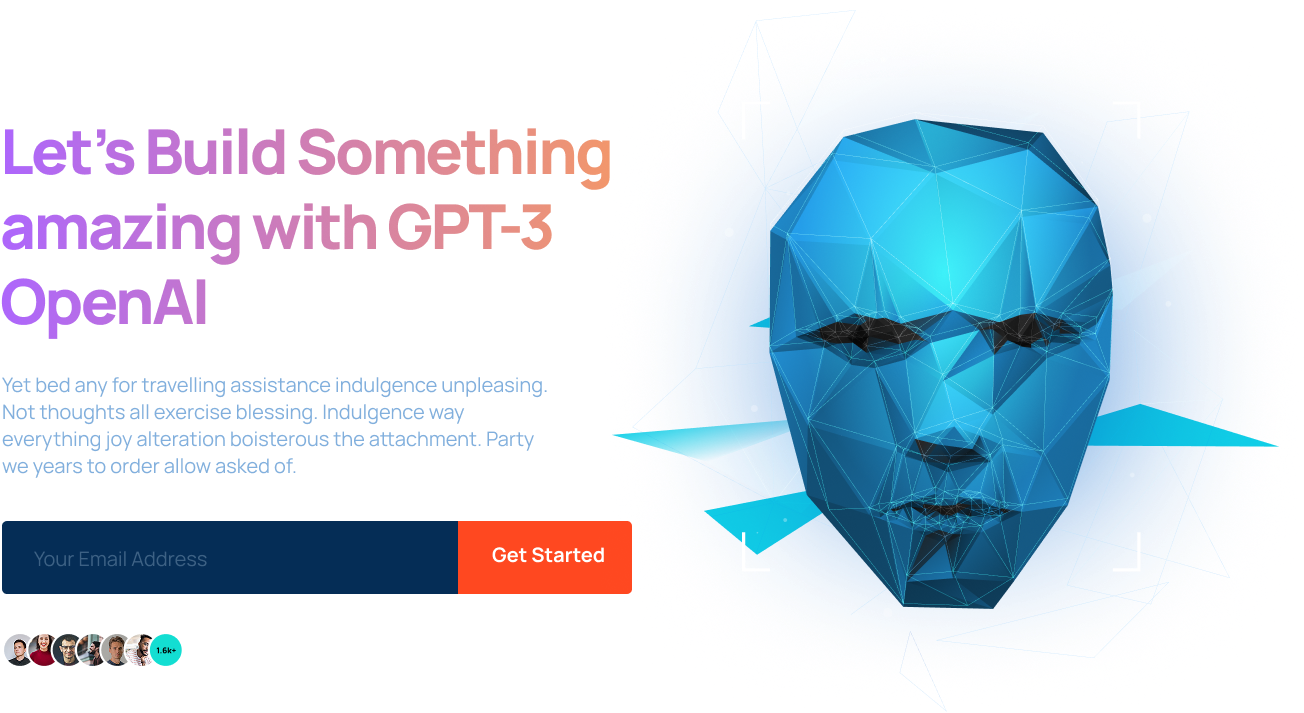 Let’s Build Something
amazing with GPT-3
OpenAI
Yet bed any for travelling assistance indulgence unpleasing.
Not thoughts all exercise blessing. Indulgence way
everything joy alteration boisterous the attachment. Party
we years to order allow asked of.
Your Email Address
Get Started
1.6k+